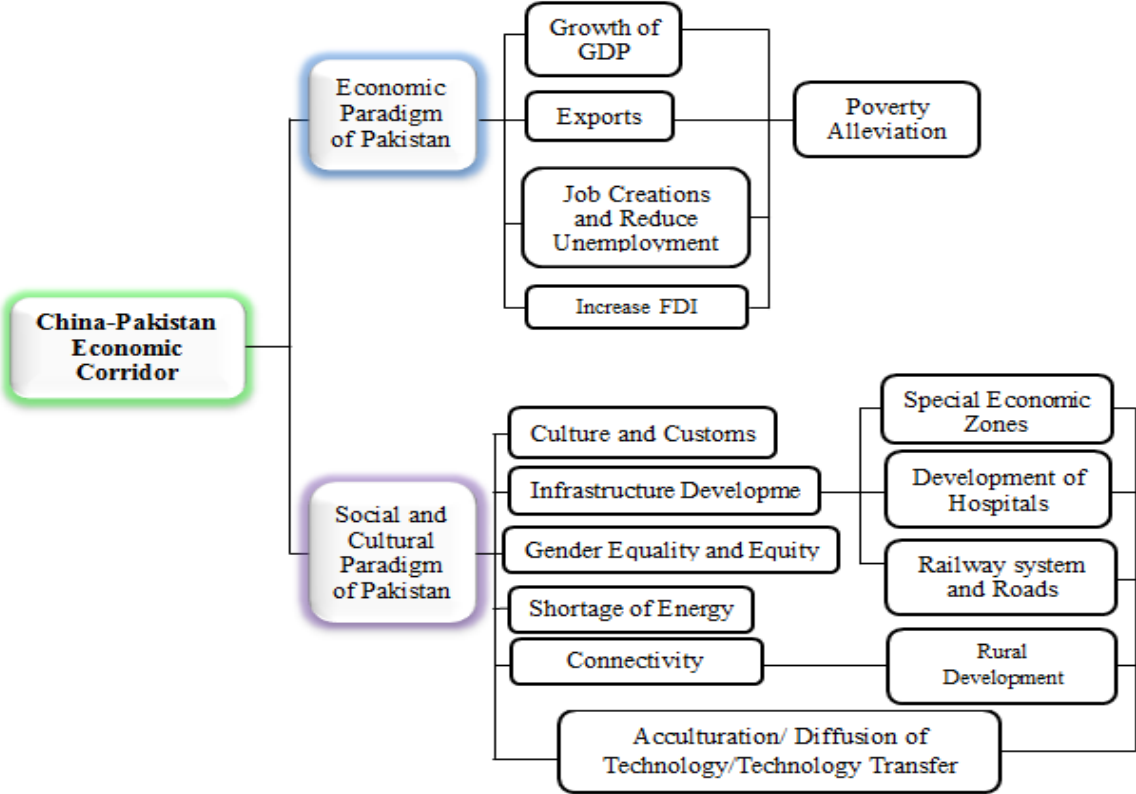 Growth of
GDP
Economic
Paradigm
of Pakistan
Exports
Poverty
Alleviation
Job Creations
and Reduce
Unemployment
Increase FDI
China-Pakistan
Economic
Corridor
Social and
Cultural
Paradigm
of Pakistan
Culture and Customs
Infrastructure Developme
Gender Equality and Equity
Shortage of Energy
Connectivity
Acculturation/ Diffusion of
Technology/Technology Transfer
Special Economic
Zones
Development of
Hospitals
Railway system
and Roads
Rural
Development